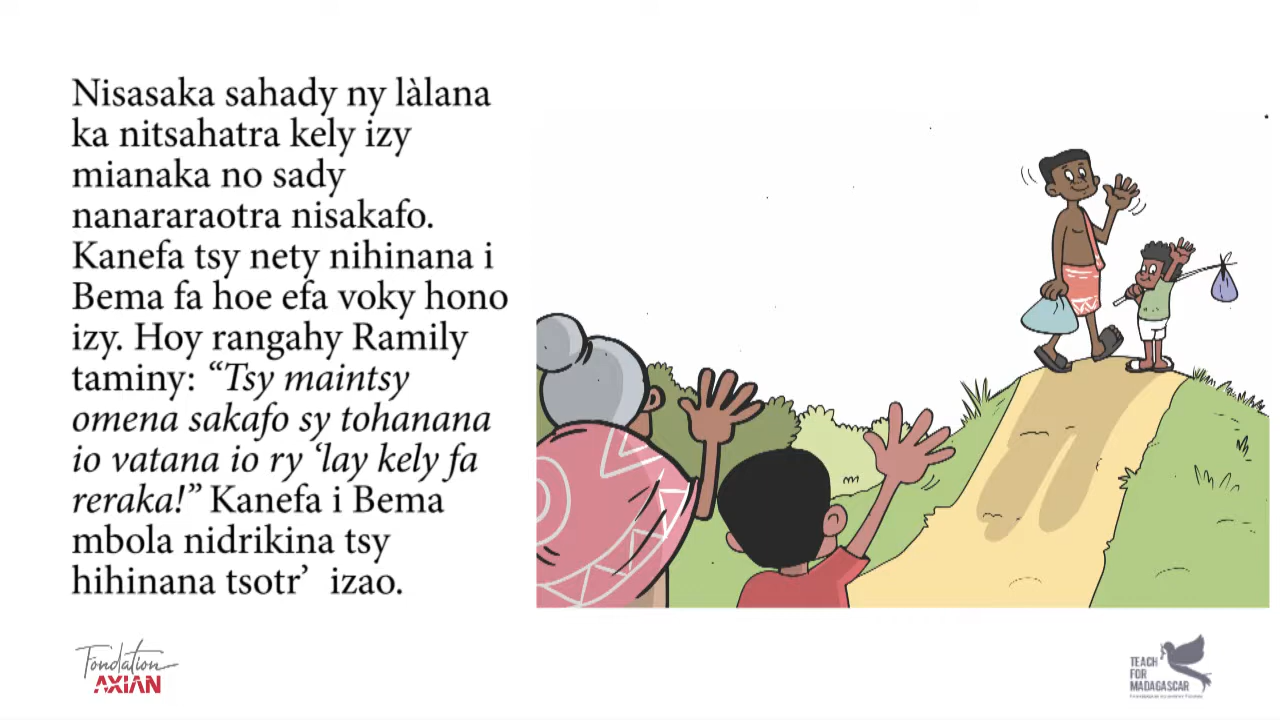 Nisasaka sahady ny làlana
ka nitsahatra kely izy
mianaka no sady
nanararaotra nisakafo.
Kanefa tsy nety nihinana i
Bema fa hoe efa voky hono
izy. Hoy rangahy Ramily
taminy: “Tsy maintsy
omena sakafo sy tohanana
io vatana io ry ‘lay kely fa
reraka!” Kanefa i Bema
mbola nidrikina tsy
hihinana tsotr’ izao.
Fondation
AXIAN
TEACH
FOR
MADAGASCAR